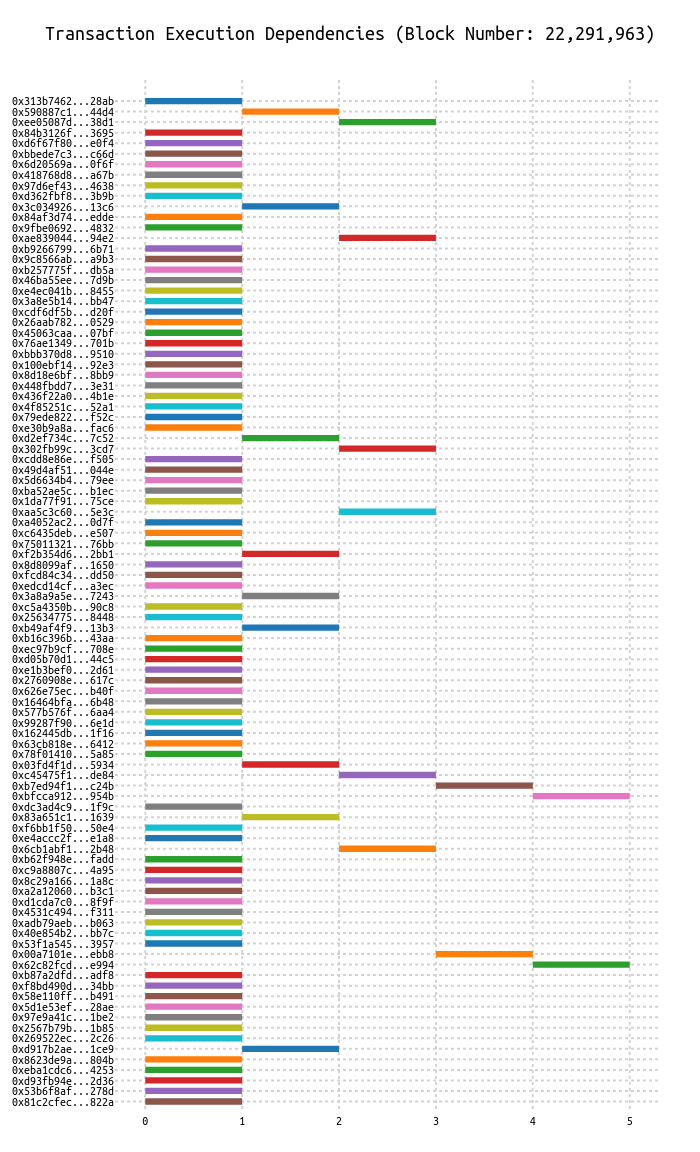 Transaction Execution Dependencies (Block Number: 22,291,963)
0x313b7462...28ab
0x590887c1...44d4
0xee05087d...38d1
0x84b3126f...3695
0xd6f67f80...e0f4
0xbbede7c3...c66d
0x6d20569a...0f6f
0x418768d8...a67b
0x97d6ef43...4638
0xd362fbf8...3b9b
0x3c034926...13c6
0x84af3d74...edde
0x9fbe0692...4832
0xae839044...94e2
0xb9266799...6b71
0x9c8566ab...a9b3
0xb257775f...db5a
0x46ba55ee...7d9b
0xe4ec041b...8455
0x3a8e5b14...bb47
0xcdf6df5b...d20f
0x26aab782...0529
0x45063caa...07bf
0x76ae1349...701b
0xbbb370d8...9510
0x100ebf14...92e3
0x8d18e6bf...8bb9
0x448fbdd7...3e31
0x436f22a0...4b1e
0x4f85251c...52a1
0x79ede822...f52c
0xe30b9a8a...fac6
0xd2ef734c...7c52
0x302fb99c...3cd7
0xcdd8e86e...f505
0x49d4af51...044e
0x5d6634b4...79ee
0xba52ae5c...b1ec
0x1da77f91...75ce
0xaa5c3c60...5e3c
0xa4052ac2...0d7f
0xc6435deb...e507
0x75011321...76bb
0xf2b354d6...2bb1
0x8d8099af...1650
0xfcd84c34...dd50
0xedcd14cf...a3ec
0x3a8a9a5e...7243
0xc5a4350b...90c8
0x25634775...8448
0xb49af4f9...13b3
0xb16c396b...43aa
0xec97b9cf...708e
0xd05b70d1...44c5
0xe1b3bef0...2d61
0x2760908e...617c
0x626e75ec...b40f
0x16464bfa...6b48
0x577b576f...6aa4
0x99287f90...6e1d
0x162445db...1f16
0x63cb818e...6412
0x78f01410...5a85
0x03fd4f1d...5934
0xc45475f1...de84
0xb7ed94f1...c24b
0xbfcca912...954b
0xdc3ad4c9...1f9c
0x83a651c1...1639
0xf6bb1f50...50e4
0xe4accc2f...e1a8
0x6cb1abf1...2b48
0xb62f948e...fadd
0xc9a8807c...4a95
0x8c29a166...1a8c
0xa2a12060...b3c1
0xd1cda7c0...8f9f
0x4531c494...f311
0xadb79aeb...b063
0x40e854b2...bb7c
0x53f1a545...3957
0x00a7101e...ebb8
0x62c82fcd...e994
0xb87a2dfd...adf8
0xf8bd490d...34bb
0x58e110ff...b491
0x5d1e53ef...28ae
0x97e9a41c...1be2
0x2567b79b...1b85
0x269522ec...2c26
0xd917b2ae...1ce9
0x8623de9a...804b
0xeba1cdc6...4253
0xd93fb94e...2d36
0x53b6f8af...278d
0x81c2cfec...822a
0 1 2 3 4 5